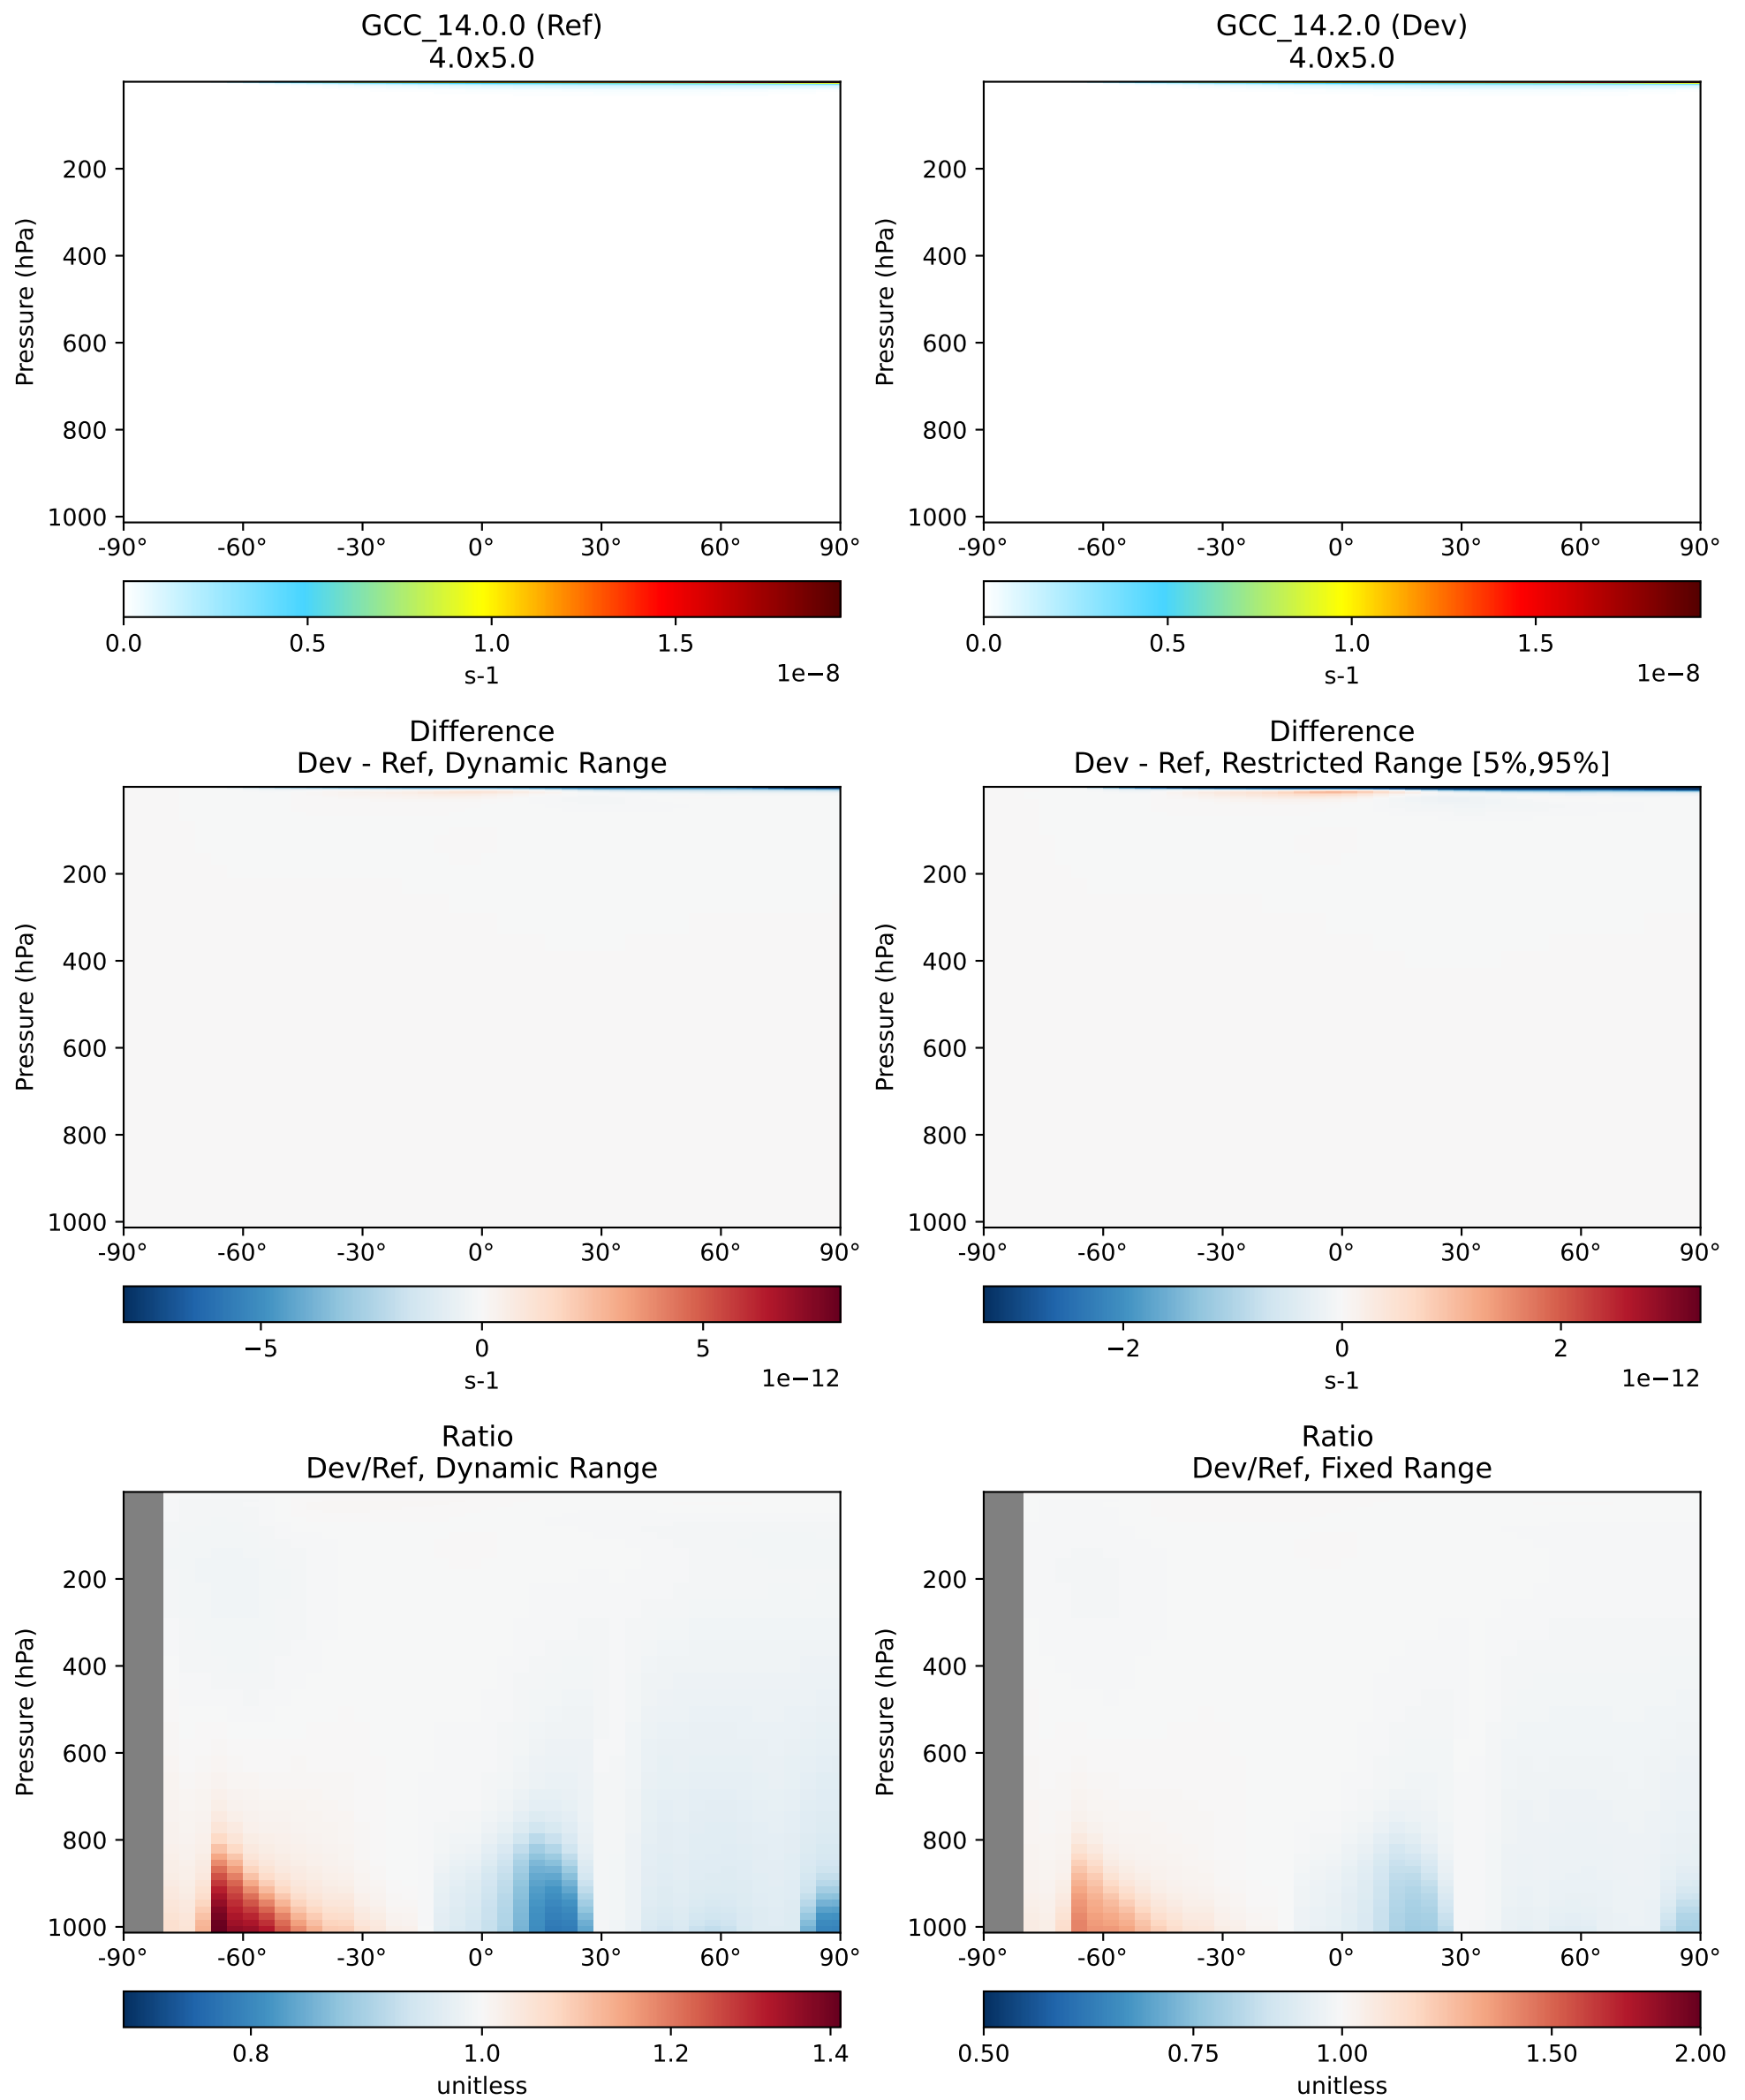 GCC_14.0.0 (Ref)
4.0x5.0
Pressure (hPa)
200
400
600
800
1000
-90° -60° -30° 0° 30° 60° 90°
0.0 0.5 1.0 1.5
s-1
1e−8
GCC_14.2.0 (Dev)
4.0x5.0
Pressure (hPa)
200
400
600
800
1000
-90° -60° -30° 0° 30° 60° 90°
0.0 0.5 1.0 1.5
s-1
1e−8
Difference
Dev - Ref, Dynamic Range
Pressure (hPa)
200
400
600
800
1000
-90° -60° -30° 0° 30° 60° 90°
−5 0 5
s-1
1e−12
Difference
Dev - Ref, Restricted Range [5%,95%]
Pressure (hPa)
200
400
600
800
1000
-90° -60° -30° 0° 30° 60° 90°
−2 0 2
s-1
1e−12
Ratio
Dev/Ref, Dynamic Range
Pressure (hPa)
200
400
600
800
1000
-90° -60° -30° 0° 30° 60° 90°
0.8 1.0 1.2 1.4
unitless
Ratio
Dev/Ref, Fixed Range
Pressure (hPa)
200
400
600
800
1000
-90° -60° -30° 0° 30° 60° 90°
0.50 0.75 1.00 1.50 2.00
unitless